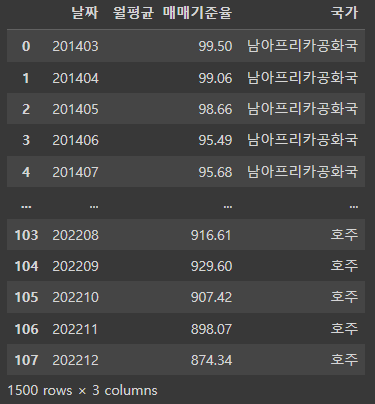 날짜 월평균 매매기준율 국가
0 201403 99.50 남아프리카공화국
1 201404 99.06 남아프리카공화국
2 201405 98.66 남아프리카공화국
3 201406 95.49 남아프리카공화국
4 201407 95.68 남아프리카공화국
... ... ... ...
103 202208 916.61 호주
104 202209 929.60 호주
105 202210 907.42 호주
106 202211 898.07 호주
107 202212 874.34 호주
1500 rows × 3 columns